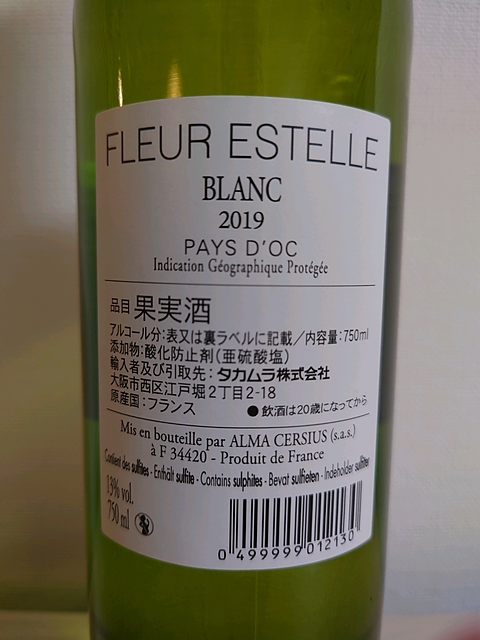 FLEUR ESTELLE
BLANC
2019
PAYS D'OC
Indication Géographique Protégée
品目 果実酒
アルコール分:表又は裏ラベルに記載/内容量:750ml
添加物:酸化防止剤(亜硫酸塩)
輸入者及び引取先:タカムラ株式会社
大阪市西区江戸堀2丁目2-18
原産国:フランス ●飲酒は20歳になってから
Mis en bouteille par ALMA CERSIUS (s.a.s.)
à F 34420 - Produit de France
Contient des sulfites - Enthält sulfite - Contains sulphites - Bevat sulfieten - Indeholder sulfitter
13% vol.
750 ml
0 499999 012130